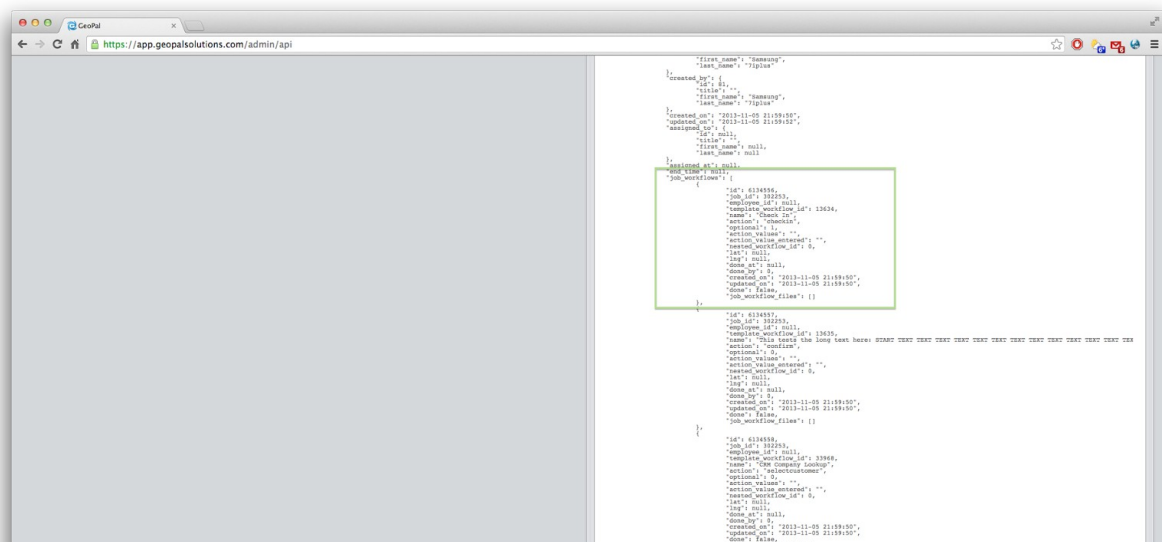 GeoPal
https://app.geopalsolutions.com/admin/api
"first_name": "Samsung",
"last_name": "7iplus"
},
"created_by": {
"id": 81,
"title": "",
"first_name": "Samsung",
"last_name": "7iplus"
},
"created_on": "2013-11-05 21:59:50",
"updated_on": "2013-11-05 21:59:52",
"assigned_to": {
"id": null,
"title": "",
"first_name": null,
"last_name": null
},
"assigned_at": null,
"end_time": null,
"job_workflows": [
{
"id": 6134556,
"job_id": 302253,
"employee_id": null,
"template_workflow_id": 13634,
"name": "Check In",
"action": "checkin",
"optional": 1,
"action_values": "",
"action_value_entered": "",
"nested_workflow_id": 0,
"lat": null,
"lng": null,
"done_at": null,
"done_by": 0,
"created_on": "2013-11-05 21:59:50",
"updated_on": "2013-11-05 21:59:50",
"done": false,
"job_workflow_files": []
},
{
"id": 6134557,
"job_id": 302253,
"employee_id": null,
"template_workflow_id": 13635,
"name": "This tests the long text here: START TEXT TEXT TEXT TEXT TEXT TEXT TEXT TEXT TEXT TEXT TEXT TEXT TEX
"action": "confirm",
"optional": 0,
"action_values": "",
"action_value_entered": "",
"nested_workflow_id": 0,
"lat": null,
"lng": null,
"done_at": null,
"done_by": 0,
"created_on": "2013-11-05 21:59:50",
"updated_on": "2013-11-05 21:59:50",
"done": false,
"job_workflow_files": []
},
{
"id": 6134558,
"job_id": 302253,
"employee_id": null,
"template_workflow_id": 33968,
"name": "CRM Company Lookup",
"action": "selectcustomer",
"optional": 0,
"action_values": "",
"action_value_entered": "",
"nested_workflow_id": 0,
"lat": null,
"lng": null,
"done_at": null,
"done_by": 0,
"created_on": "2013-11-05 21:59:50",
"updated_on": "2013-11-05 21:59:50",
"done": false,